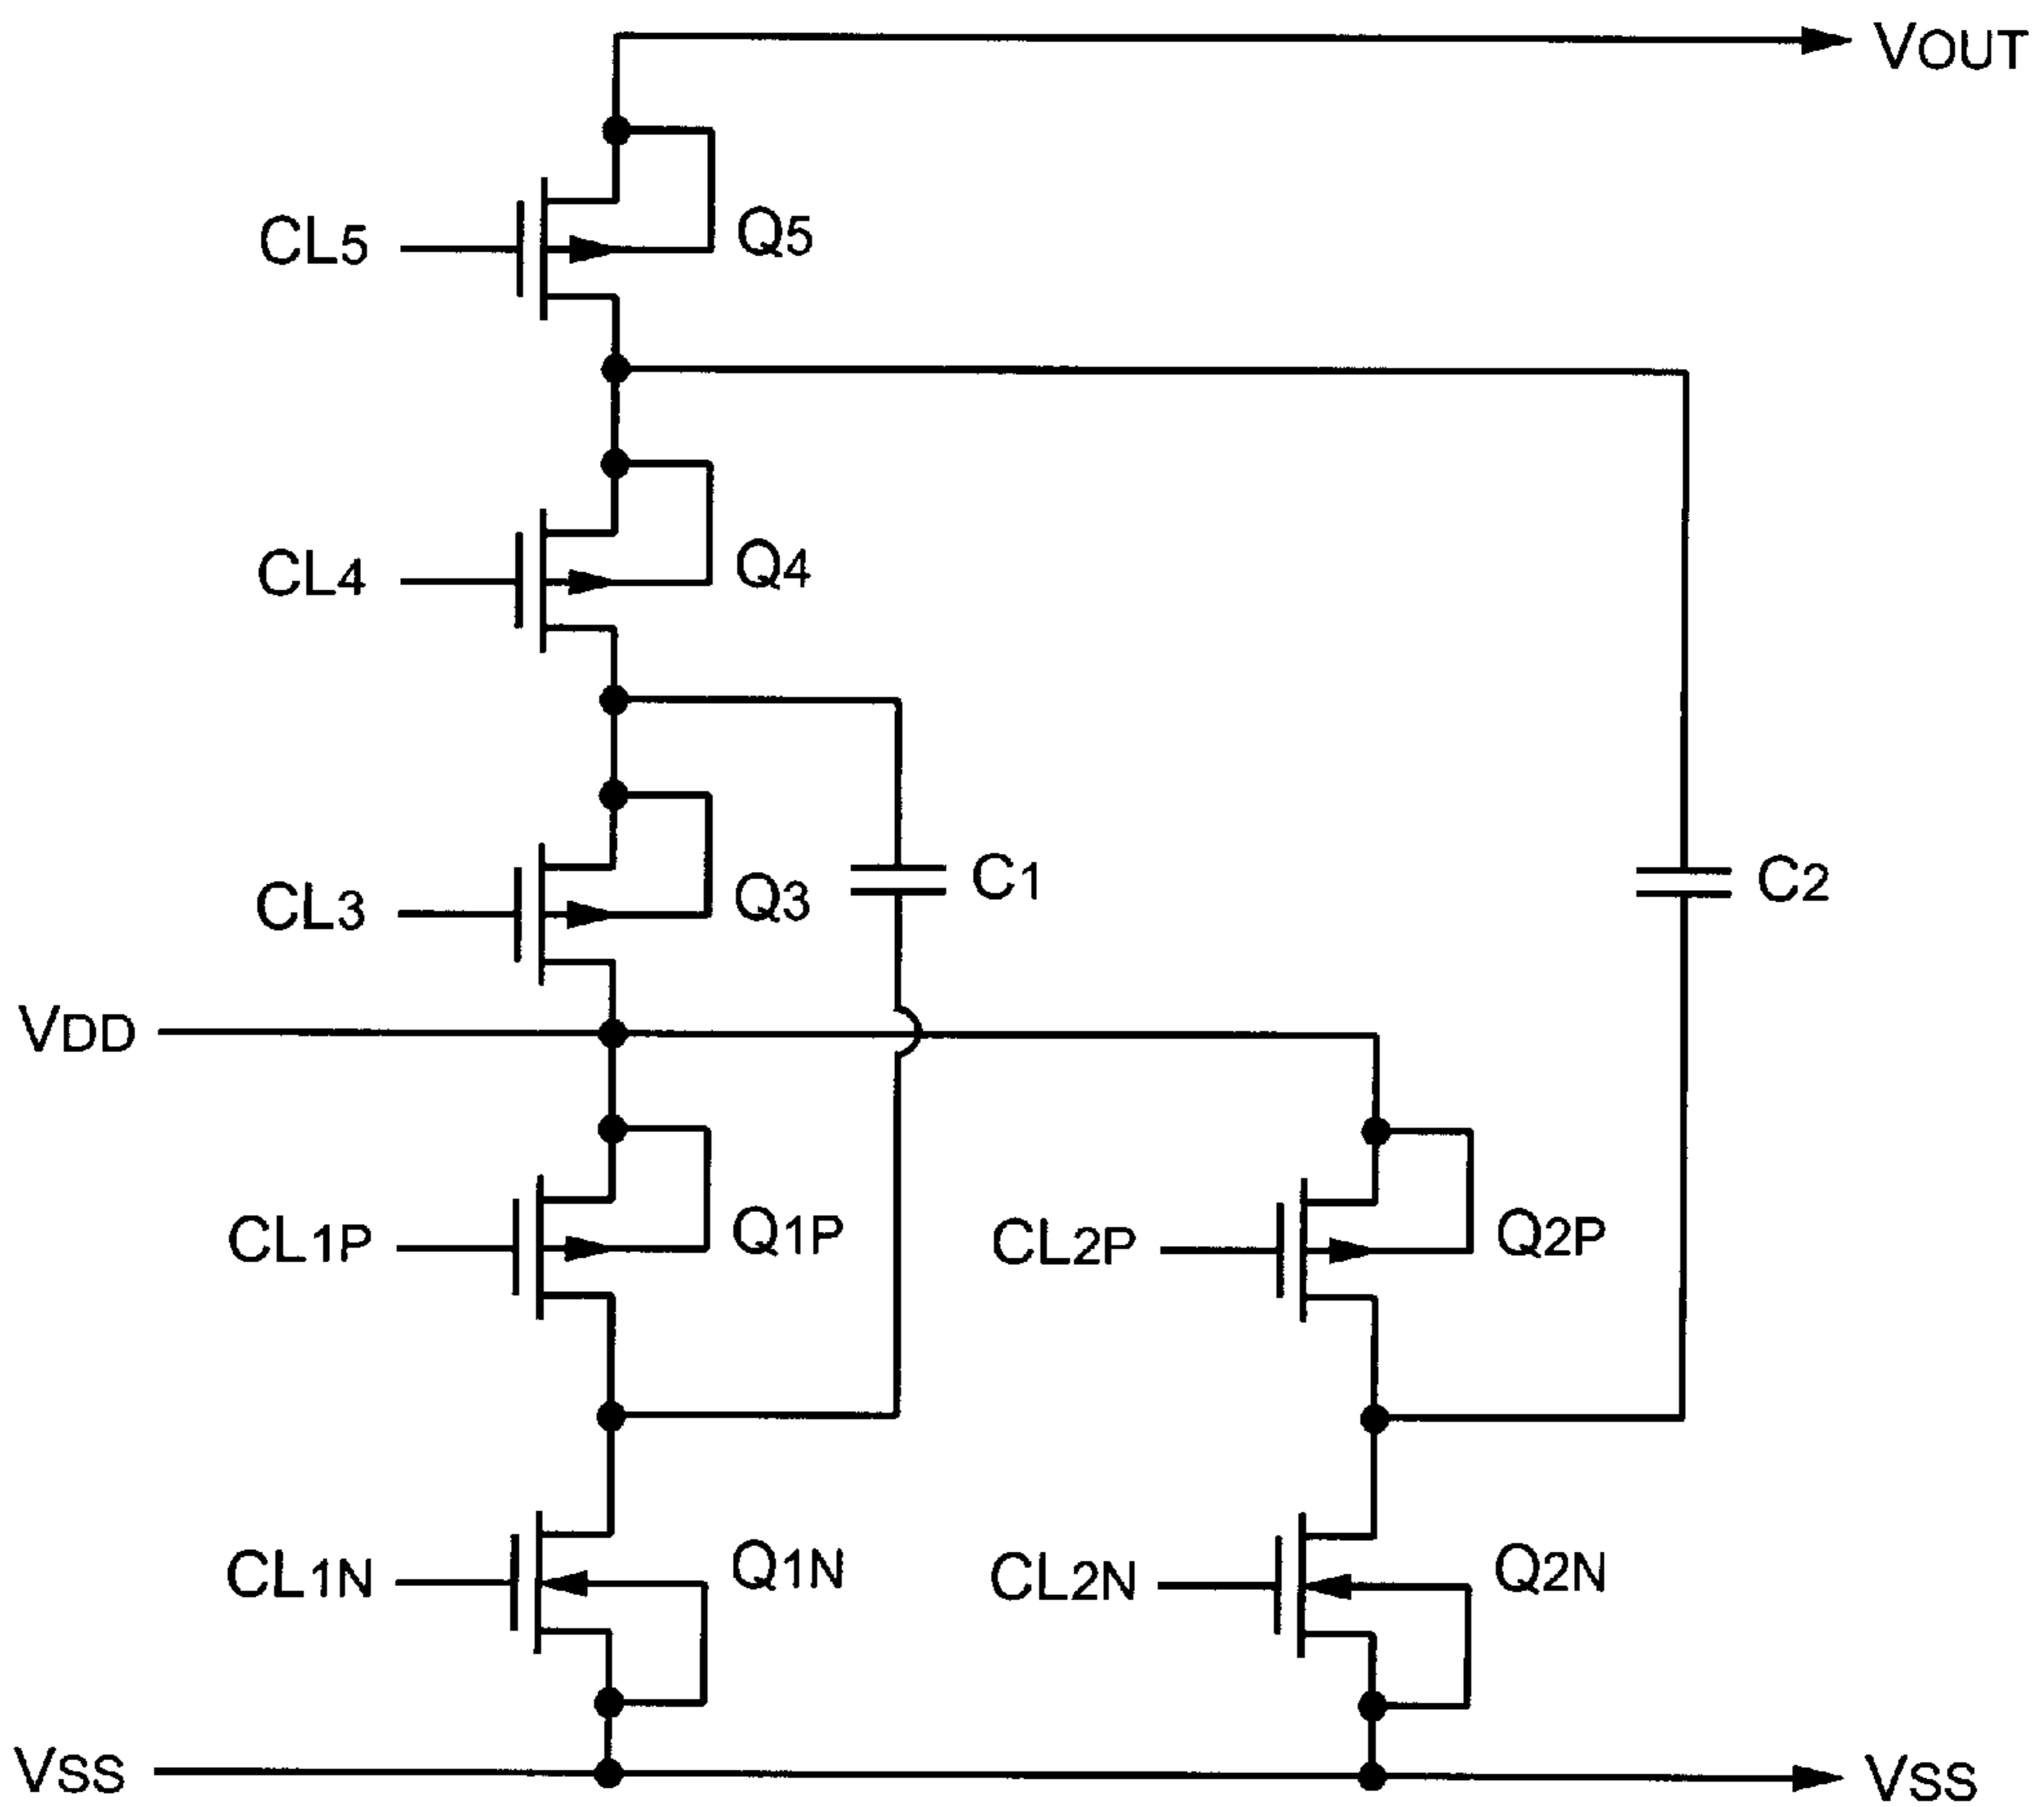 VOUT
CL5
Q5
CL4
Q4
CL3
Q3
C1
C2
VDD
CL1P
Q1P
CL2P
Q2P
CL1N
Q1N
CL2N
Q2N
VSS
VSS